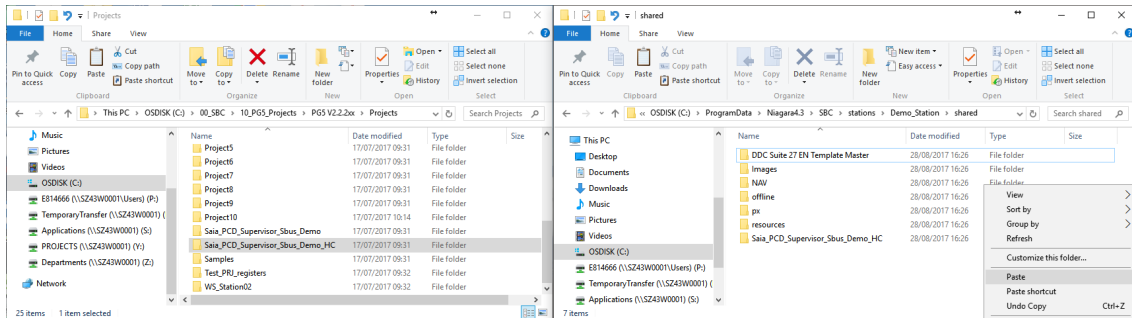 Projects
File Home Share View
Pin to Quick access Copy Paste Cut Copy path Paste shortcut Move to Copy to Delete Rename New folder Properties Open Edit History Select all Select none Invert selection
Clipboard Organize New Open Select
This PC > OSDISK (C:) > 00_SBC > 10_PG5_Projects > PG5 V2.2.2xx > Projects Search Projects
Name Date modified Type Size
Music
Pictures
Videos
OSDISK (C:)
E814666 (\\SZ43W0001\Users) (P:)
TemporaryTransfer (\\SZ43W0001) (
Applications (\\SZ43W0001) (S:)
PROJECTS (\\SZ43W0001) (Y:)
Departments (\\SZ43W0001) (Z:)
Network
Project5 17/07/2017 09:31 File folder
Project6 17/07/2017 09:31 File folder
Project7 17/07/2017 09:31 File folder
Project8 17/07/2017 09:31 File folder
Project9 17/07/2017 09:31 File folder
Project10 17/07/2017 10:14 File folder
Saia_PCD_Supervisor_Sbus_Demo 17/07/2017 09:31 File folder
Saia_PCD_Supervisor_Sbus_Demo_HC 17/07/2017 09:31 File folder
Samples 17/07/2017 09:31 File folder
Test_PRJ_registers 17/07/2017 09:32 File folder
WS_Station02 17/07/2017 09:32 File folder
25 items 1 item selected
shared
File Home Share View
Pin to Quick access Copy Paste Cut Copy path Paste shortcut Move to Copy to Delete Rename New folder New item Easy access Properties Open Edit History Select all Select none Invert selection
Clipboard Organize New Open Select
« OSDISK (C:) > ProgramData > Niagara4.3 > SBC > stations > Demo_Station > shared Search shared
Name Date modified Type Size
This PC
Desktop
Documents
Downloads
Music
Pictures
Videos
OSDISK (C:)
E814666 (\\SZ43W0001\Users) (P:)
TemporaryTransfer (\\SZ43W0001) (
Applications (\\SZ43W0001) (S:)
DDC Suite 27 EN Template Master 28/08/2017 16:26 File folder
Images 28/08/2017 16:26 File folder
NAV 28/08/2017 16:26 File folder
offline 28/08/2017 16:26
px 28/08/2017 16:26
resources 28/08/2017 16:26
Saia_PCD_Supervisor_Sbus_Demo_HC 28/08/2017 16:26
View
Sort by
Group by
Refresh
Customize this folder...
Paste
Paste shortcut
Undo Copy Ctrl+Z
7 items